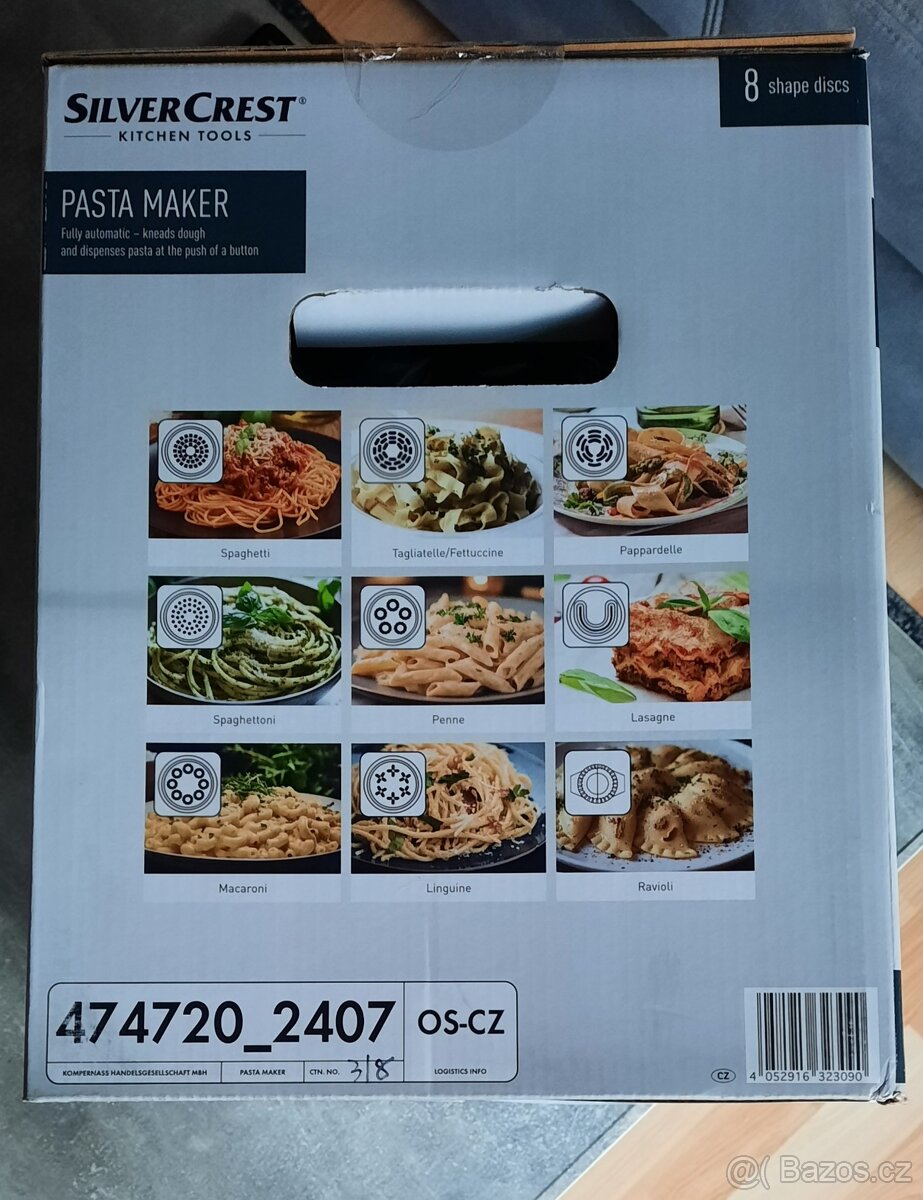 SILVERCREST®
KITCHEN TOOLS
8 shape discs
PASTA MAKER
Fully automatic – kneads dough
and dispenses pasta at the push of a button
Spaghetti
Tagliatelle/Fettuccine
Pappardelle
Spaghettoni
Penne
Lasagne
Macaroni
Linguine
Ravioli
474720_2407
OS-CZ
KOMPERNASS HANDELSGESELLSCHAFT MBH
PASTA MAKER
CTN. NO. 318
LOGISTICS INFO
CZ
4 052916 323090
@( Bazos.cz